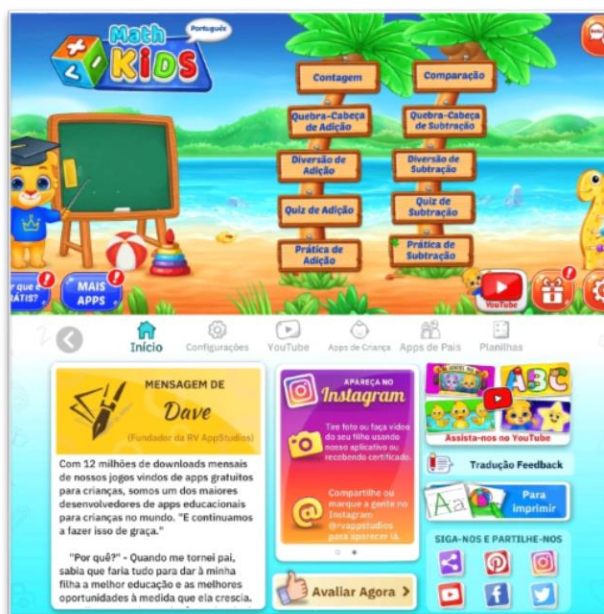 Math
KIDS
Português
Contagem
Comparação
Quebra-Cabeça
de Adição
Quebra-Cabeça
de Subtração
Diversão de
Adição
Diversão de
Subtração
Quiz de Adição
Quiz de
Subtração
Prática de
Adição
Prática de
Subtração
que é
ÁTIS?
MAIS
APPS
YouTube
Início
Configurações
YouTube
Apps de Criança
Apps de Pais
Planilhas
MENSAGEM DE
Dave
(Fundador da RV AppStudios)
Com 12 milhões de downloads mensais
de nossos jogos vindos de apps gratuitos
para crianças, somos um dos maiores
desenvolvedores de apps educacionais
para crianças no mundo. "E continuamos
a fazer isso de graça."
"Por quê?" - Quando me tornei pai,
sabia que faria tudo para dar à minha
filha a melhor educação e as melhores
oportunidades à medida que ela crescia.
APAREÇA NO
Instagram
Tire foto ou faça vídeo
do seu filho usando
nosso aplicativo ou
recebendo certificado.
Compartilhe ou
marque a gente no
Instagram
@rvappstudios
para aparecer lá.
Avaliar Agora
ABC
Assista-nos no YouTube
Tradução Feedback
Aa
Para
imprimir
SIGA-NOS E PARTILHE-NOS